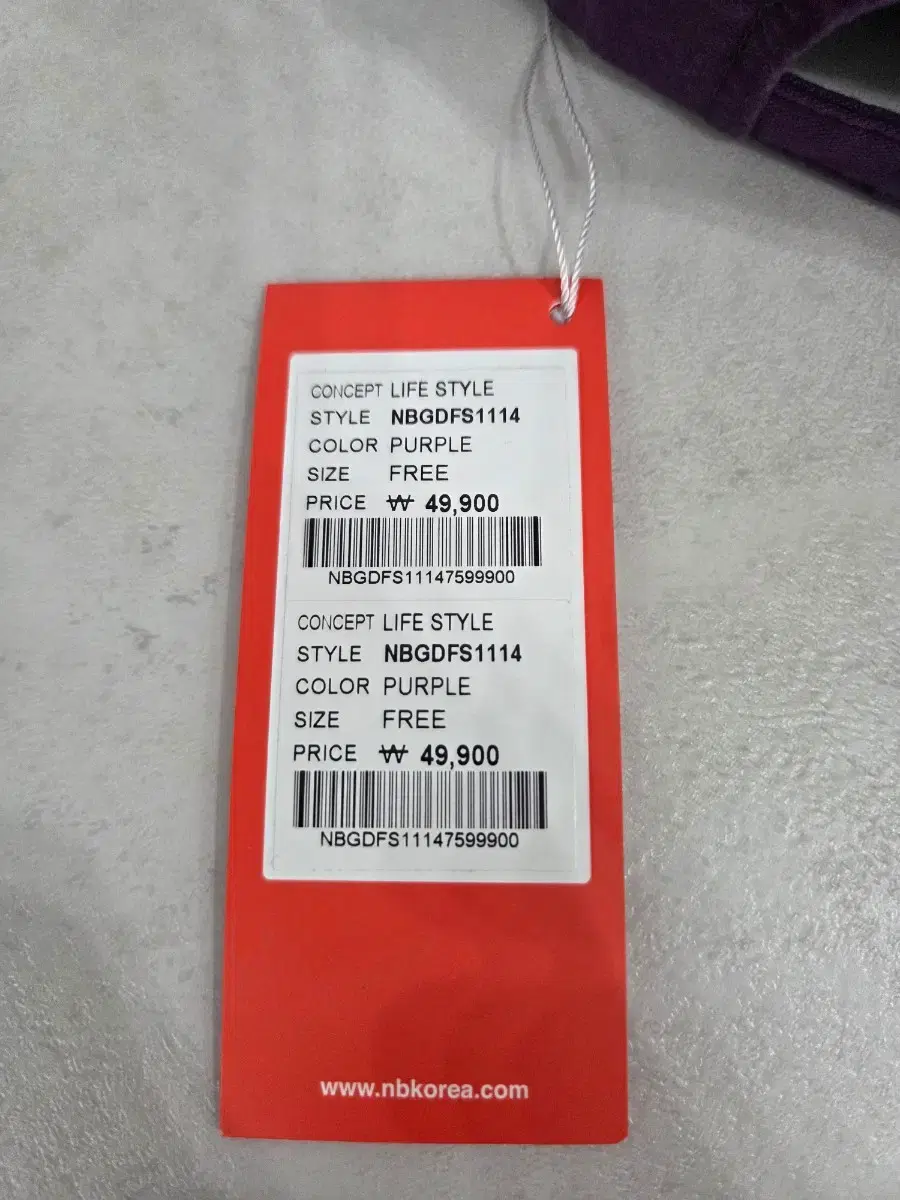 CONCEPT LIFE STYLE
STYLE NBGDFS1114
COLOR PURPLE
SIZE FREE
PRICE ₩ 49,900
NBGDFS11147599900
CONCEPT LIFE STYLE
STYLE NBGDFS1114
COLOR PURPLE
SIZE FREE
PRICE ₩ 49,900
NBGDFS11147599900
www.nbkorea.com